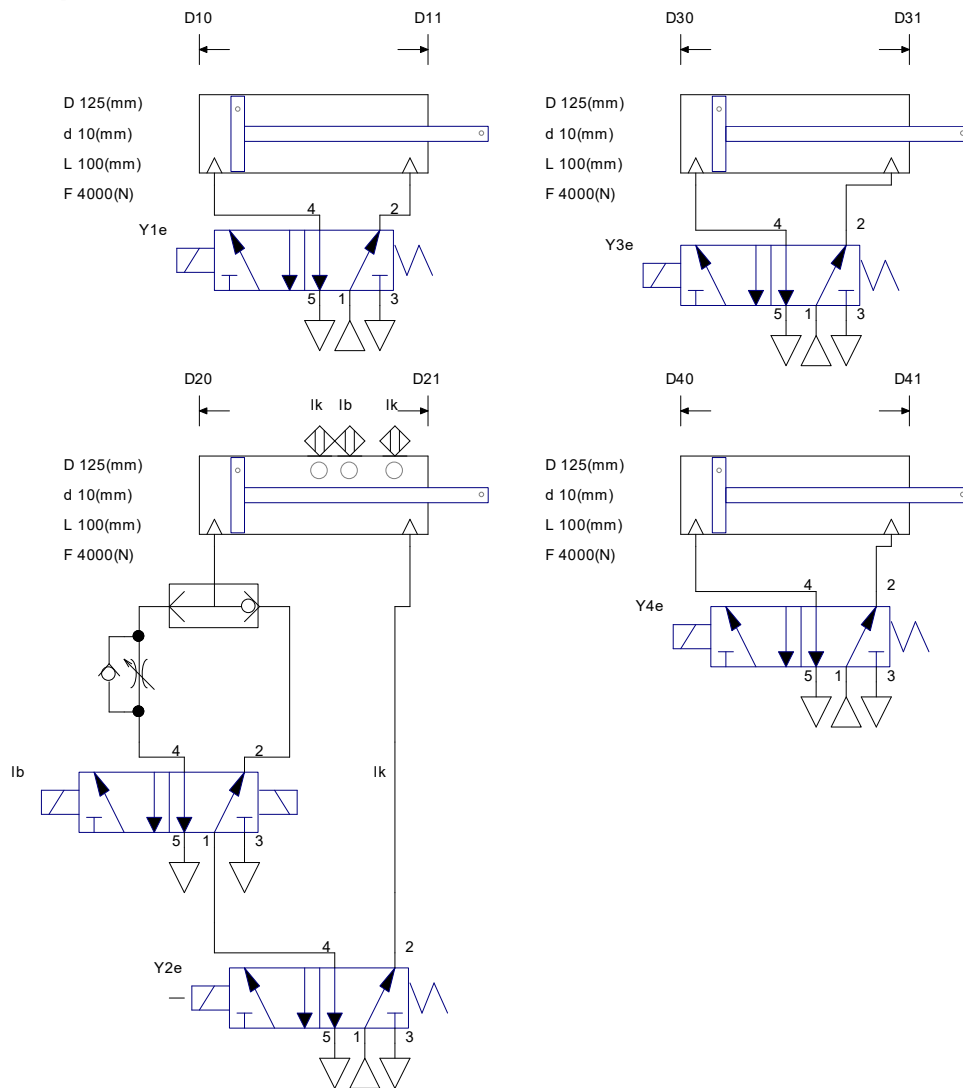 D10 D11
D 125(mm)
d 10(mm)
L 100(mm)
F 4000(N)
4 2
Y1e
5 1 3
D30 D31
D 125(mm)
d 10(mm)
L 100(mm)
F 4000(N)
4 2
Y3e
5 1 3
D20 D21
Ik Ib Ik
D 125(mm)
d 10(mm)
L 100(mm)
F 4000(N)
4 2
Ib Ik
5 1 3
4 2
Y2e
5 1 3
D40 D41
D 125(mm)
d 10(mm)
L 100(mm)
F 4000(N)
4 2
Y4e
5 1 3